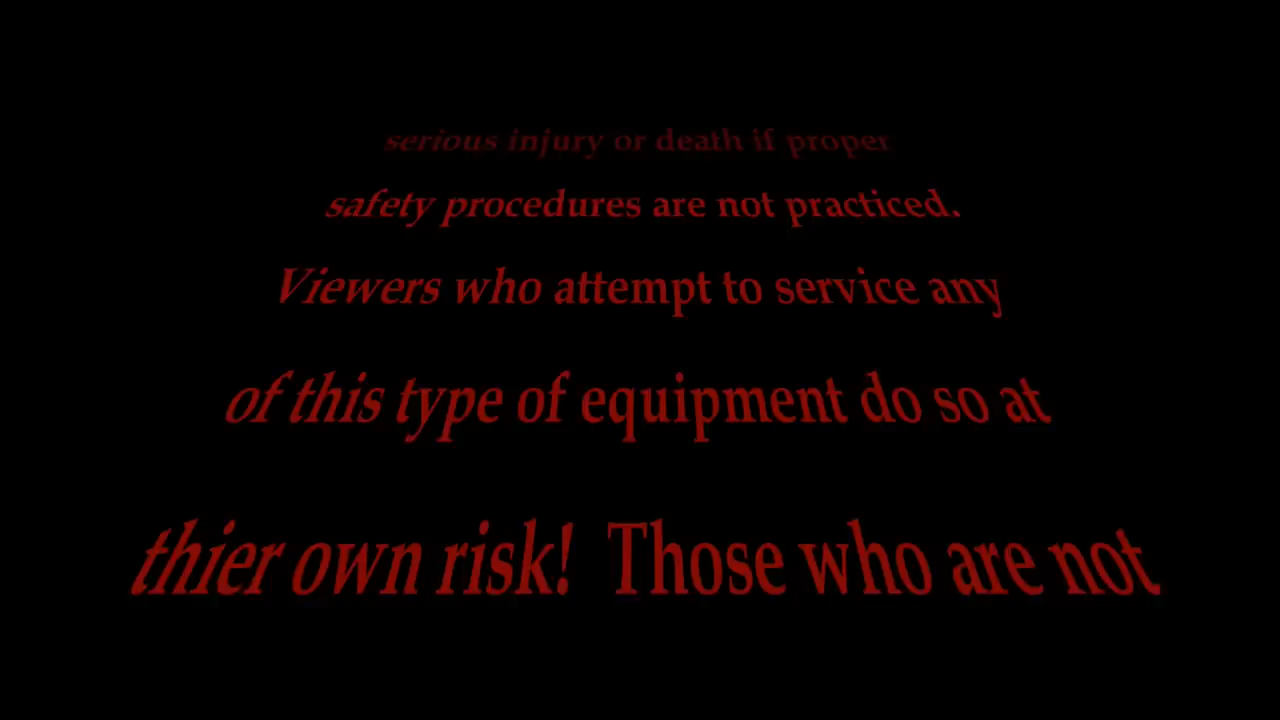 serious injury or death if proper
safety procedures are not practiced.
Viewers who attempt to service any
of this type of equipment do so at
thier own risk!  Those who are not